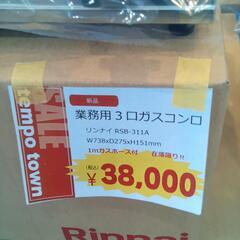 SALE
tempo town
新品
業務用3口ガスコンロ
リンナイ RSB-311A
W738xD275xH151mm
1mガスホース付 在庫限り!!
(税込)
¥38,000
Rinnai